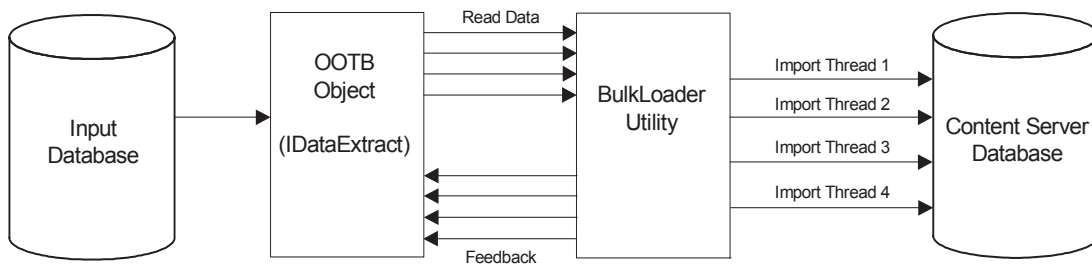 Input
Database
OOTB
Object
(IDataExtract)
Read Data
Feedback
BulkLoader
Utility
Import Thread 1
Import Thread 2
Import Thread 3
Import Thread 4
Content Server
Database